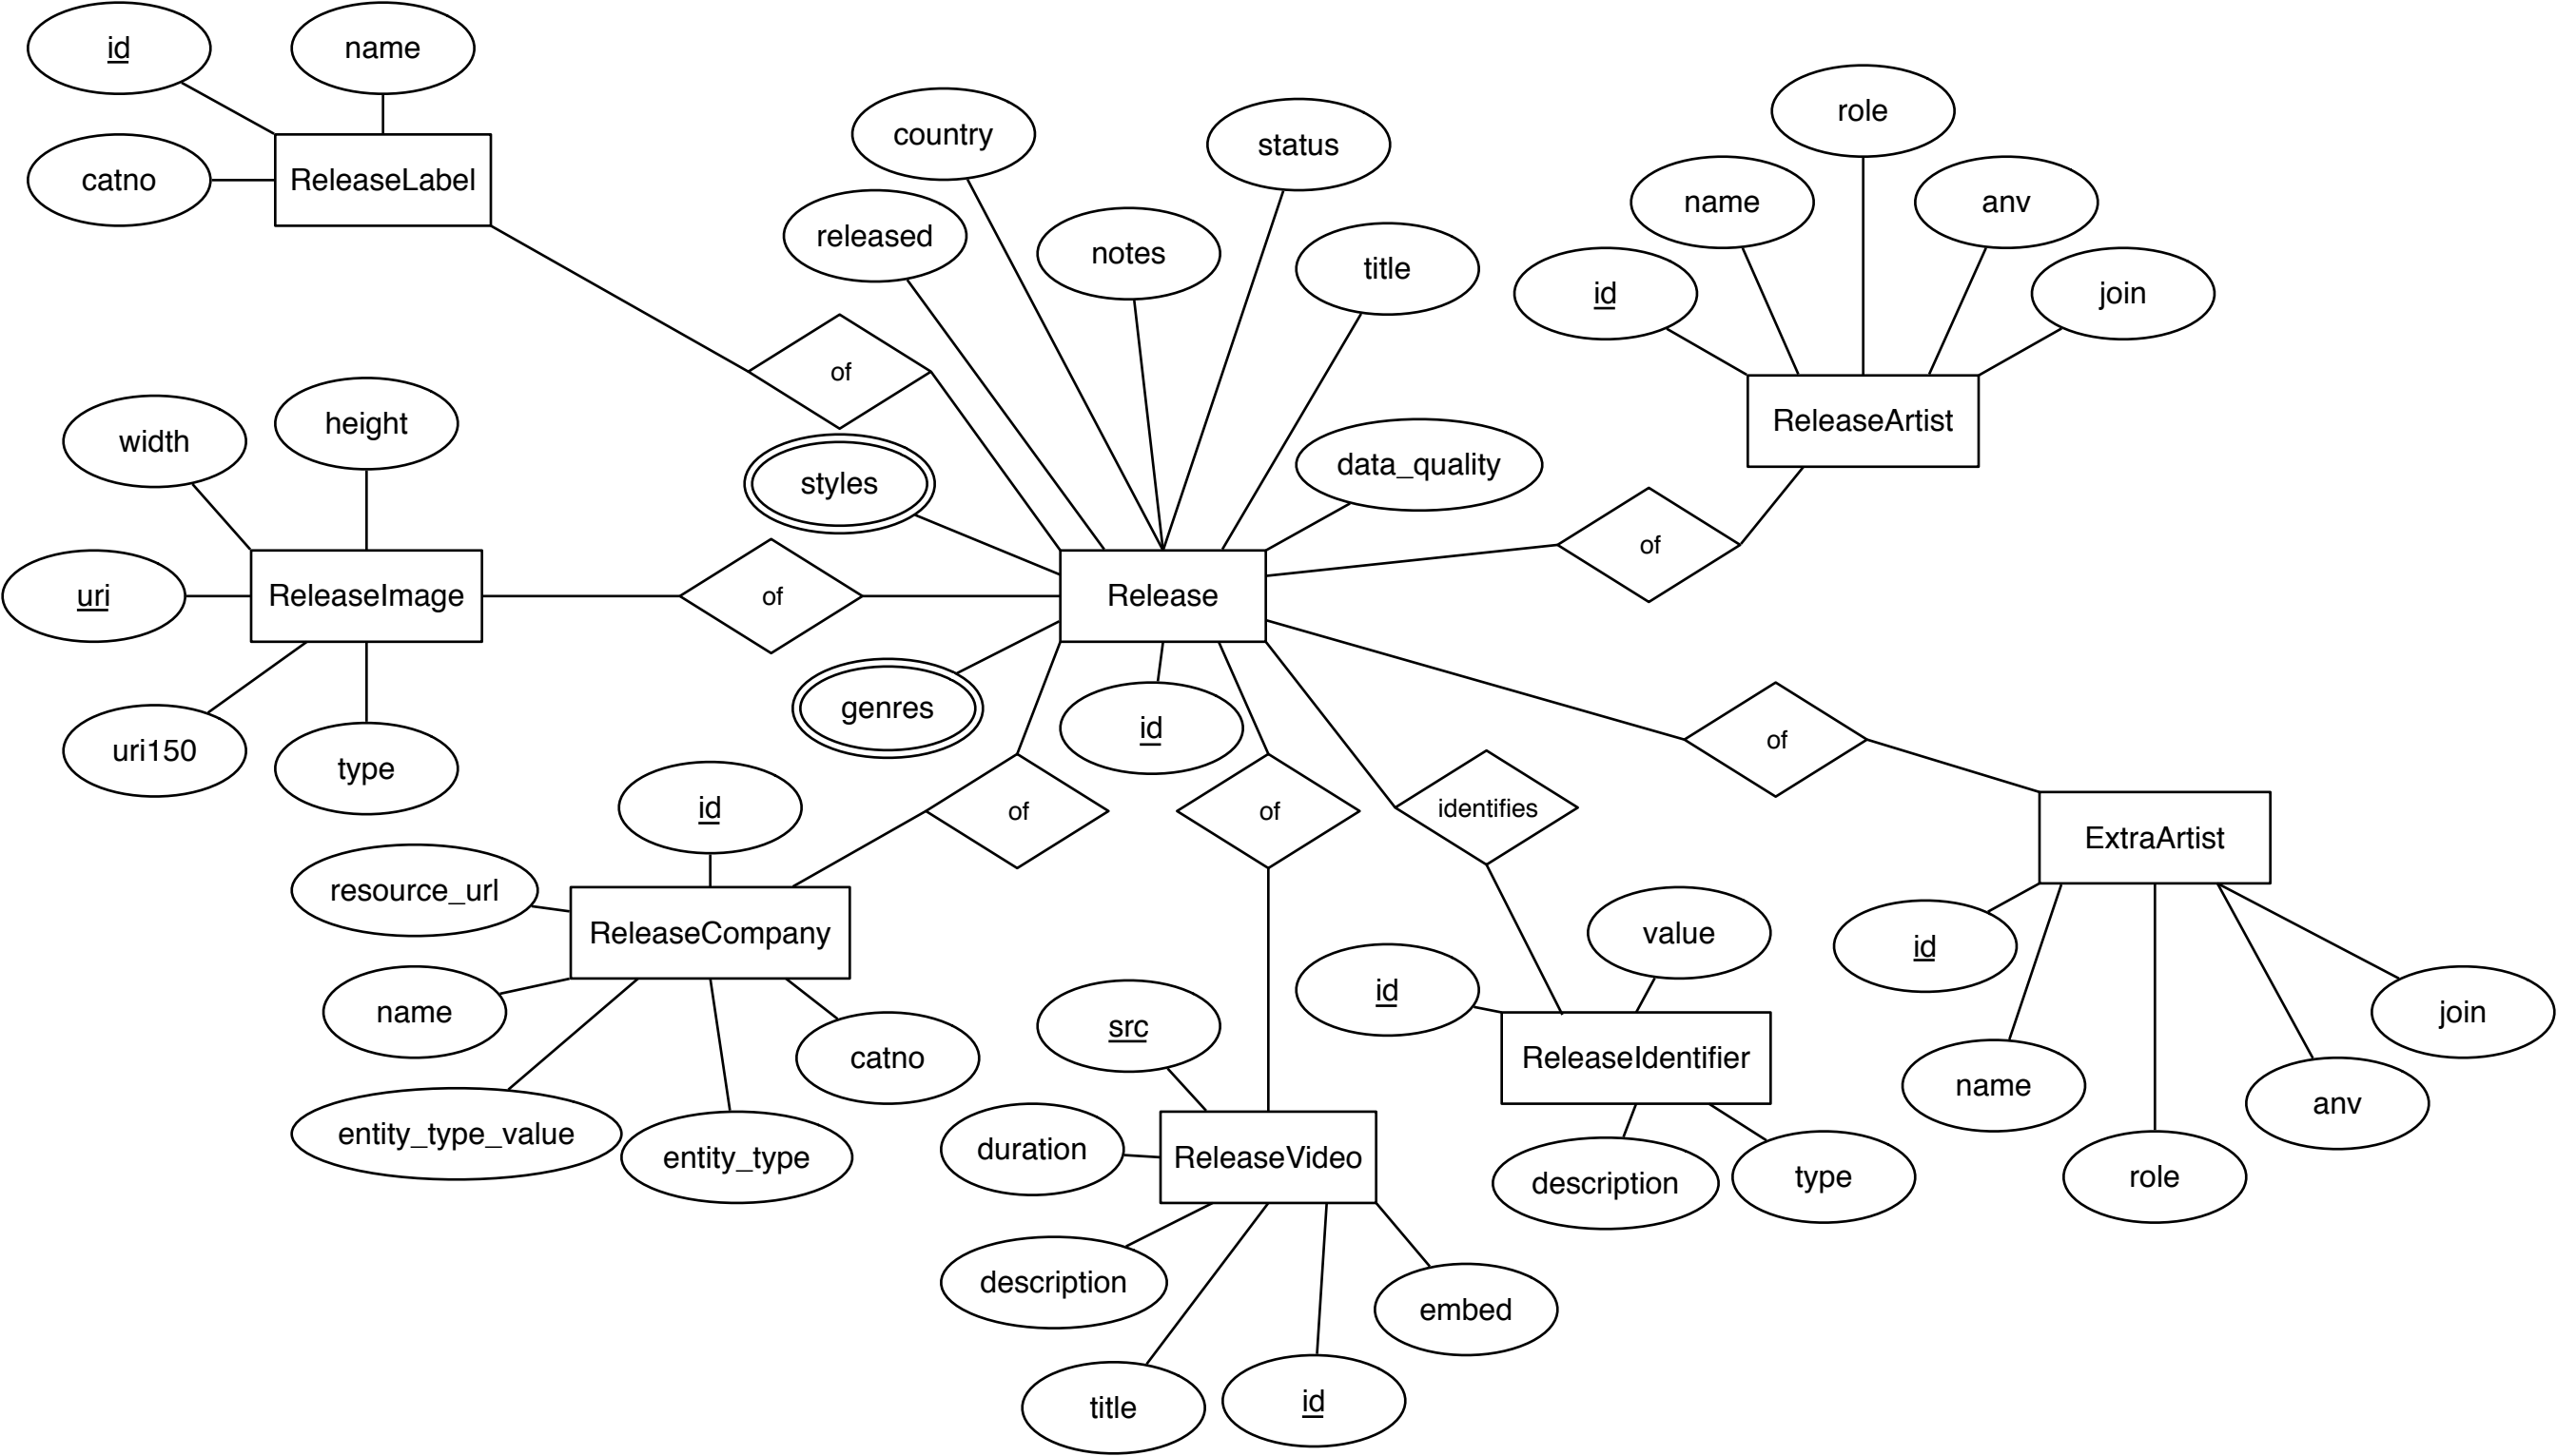 id
name
catno
ReleaseLabel
country
status
released
notes
title
role
name
anv
id
join
ReleaseArtist
of
width
height
styles
data_quality
uri
ReleaseImage
of
Release
of
uri150
type
genres
id
of
id
of
of
identifies
ExtraArtist
resource_url
ReleaseCompany
name
entity_type_value
entity_type
catno
src
duration
ReleaseVideo
description
title
id
embed
id
value
ReleaseIdentifier
description
type
id
name
role
anv
join